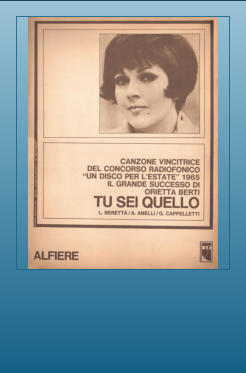 CANZONE VINCITRICE
DEL CONCORSO RADIOFONICO
"UN DISCO PER L'ESTATE" 1965
IL GRANDE SUCCESSO DI
ORIETTA BERTI
TU SEI QUELLO
L. BERETTA/A. ANELLI/G. CAPPELLETTI
ALFIERE